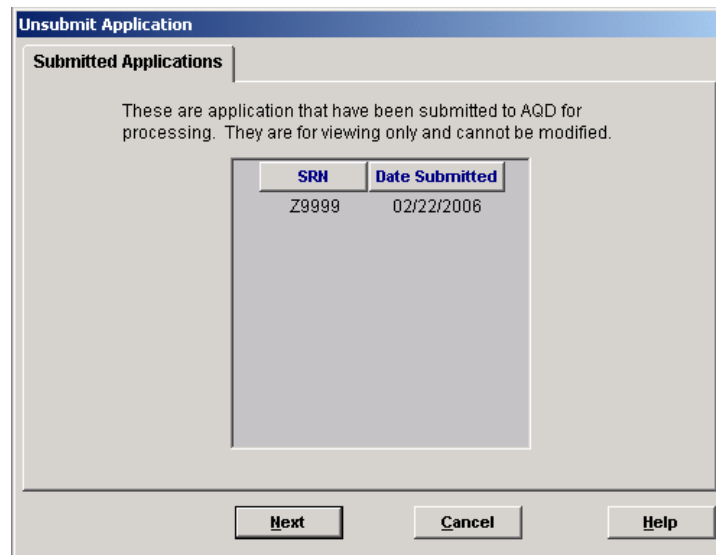 Unsubmit Application
Submitted Applications
These are application that have been submitted to AQD for
processing. They are for viewing only and cannot be modified.
SRN Date Submitted
Z9999 02/22/2006
Next Cancel Help